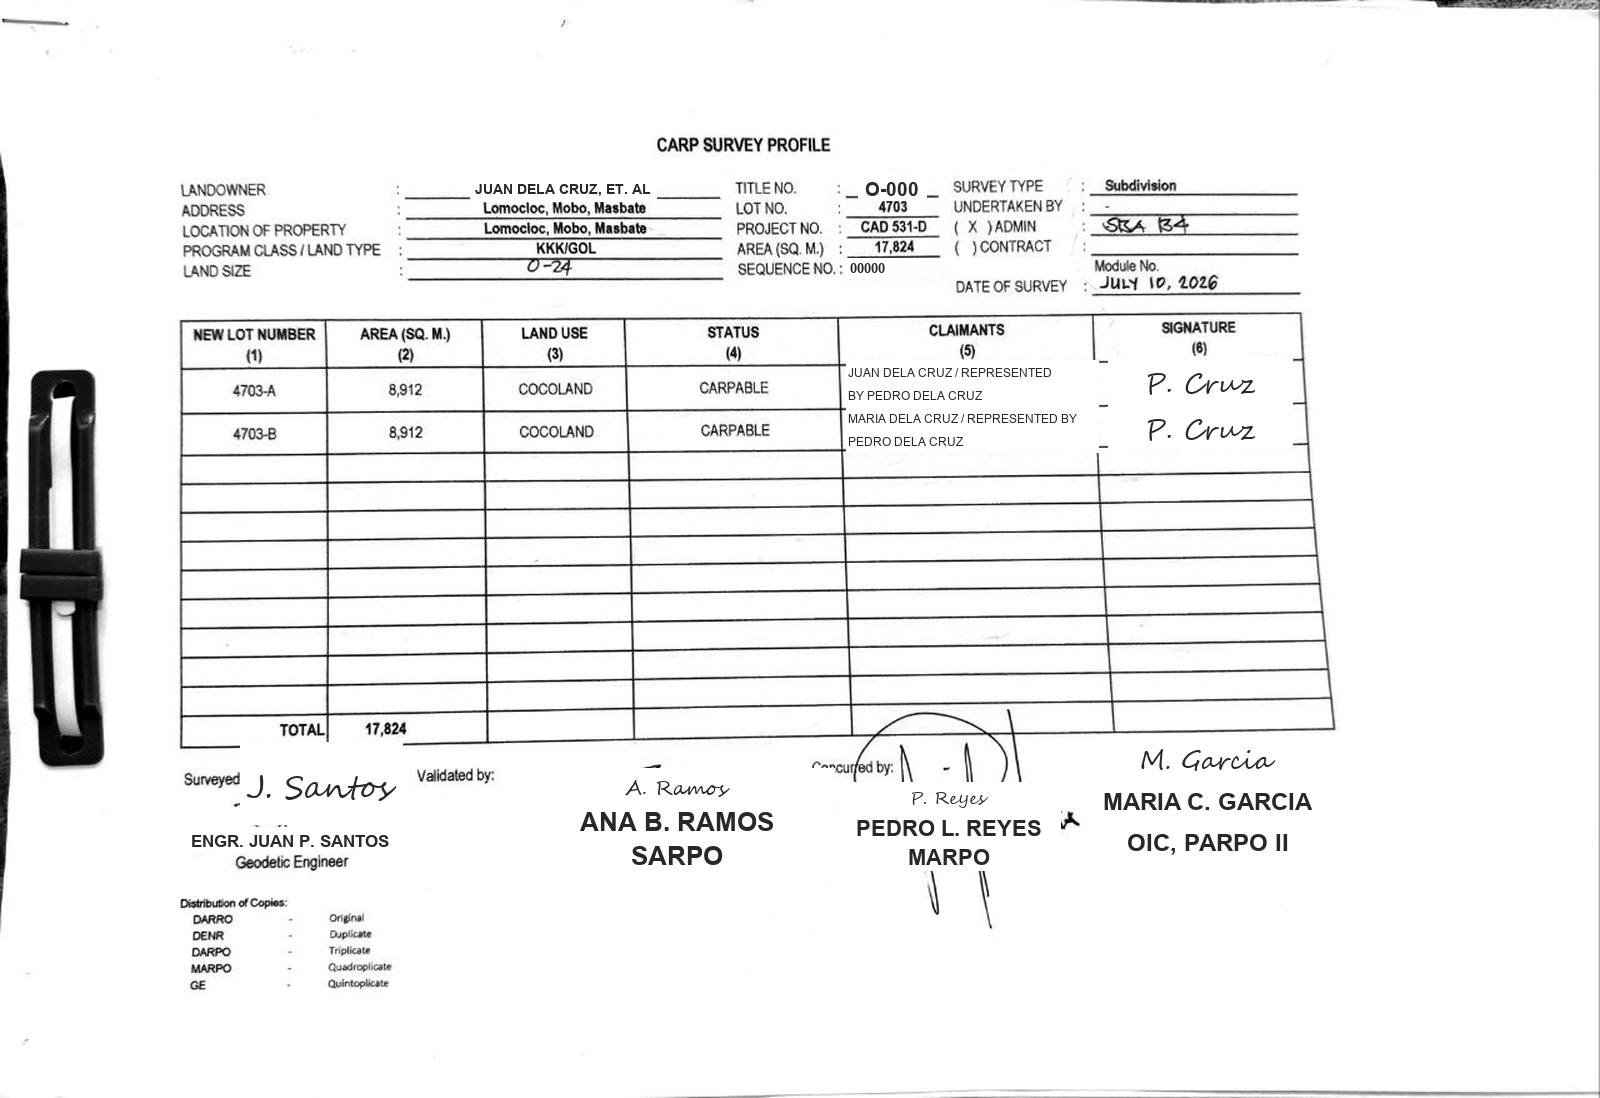 CARP SURVEY PROFILE
LANDOWNER : JUAN DELA CRUZ, ET. AL
ADDRESS : Lomocloc, Mobo, Masbate
LOCATION OF PROPERTY : Lomocloc, Mobo, Masbate
PROGRAM CLASS / LAND TYPE : KKK/GOL
LAND SIZE : 0-24
TITLE NO. : O-000
LOT NO. : 4703
PROJECT NO. : CAD 531-D
AREA (SQ. M.) : 17,824
SEQUENCE NO. : 00000
SURVEY TYPE : Subdivision
UNDERTAKEN BY : -
( X ) ADMIN : SBA B4
( ) CONTRACT :
Module No.
DATE OF SURVEY : JULY 10, 2026
NEW LOT NUMBER (1) AREA (SQ. M.) (2) LAND USE (3) STATUS (4) CLAIMANTS (5) SIGNATURE (6)
4703-A 8,912 COCOLAND CARPABLE JUAN DELA CRUZ / REPRESENTED BY PEDRO DELA CRUZ P. Cruz
4703-B 8,912 COCOLAND CARPABLE MARIA DELA CRUZ / REPRESENTED BY PEDRO DELA CRUZ P. Cruz
TOTAL 17,824
Surveyed
J. Santos
ENGR. JUAN P. SANTOS
Geodetic Engineer
Validated by:
A. Ramos
ANA B. RAMOS
SARPO
Concurred by:
P. Reyes
PEDRO L. REYES
MARPO
M. Garcia
MARIA C. GARCIA
OIC, PARPO II
Distribution of Copies:
DARRO - Original
DENR - Duplicate
DARPO - Triplicate
MARPO - Quadroplicate
GE - Quintoplicate